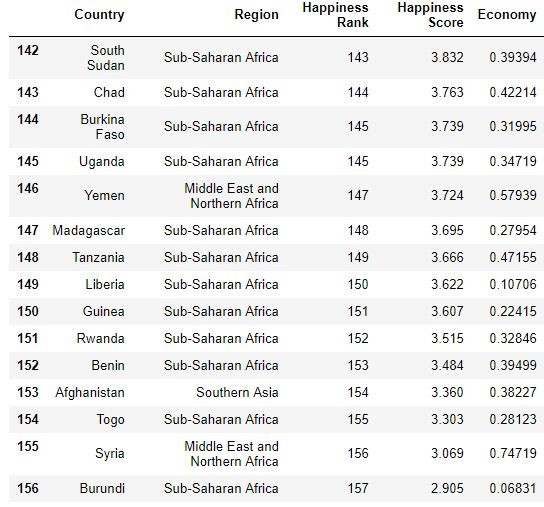 Country Region Happiness Rank Happiness Score Economy
142 South Sudan Sub-Saharan Africa 143 3.832 0.39394
143 Chad Sub-Saharan Africa 144 3.763 0.42214
144 Burkina Faso Sub-Saharan Africa 145 3.739 0.31995
145 Uganda Sub-Saharan Africa 145 3.739 0.34719
146 Yemen Middle East and Northern Africa 147 3.724 0.57939
147 Madagascar Sub-Saharan Africa 148 3.695 0.27954
148 Tanzania Sub-Saharan Africa 149 3.666 0.47155
149 Liberia Sub-Saharan Africa 150 3.622 0.10706
150 Guinea Sub-Saharan Africa 151 3.607 0.22415
151 Rwanda Sub-Saharan Africa 152 3.515 0.32846
152 Benin Sub-Saharan Africa 153 3.484 0.39499
153 Afghanistan Southern Asia 154 3.360 0.38227
154 Togo Sub-Saharan Africa 155 3.303 0.28123
155 Syria Middle East and Northern Africa 156 3.069 0.74719
156 Burundi Sub-Saharan Africa 157 2.905 0.06831